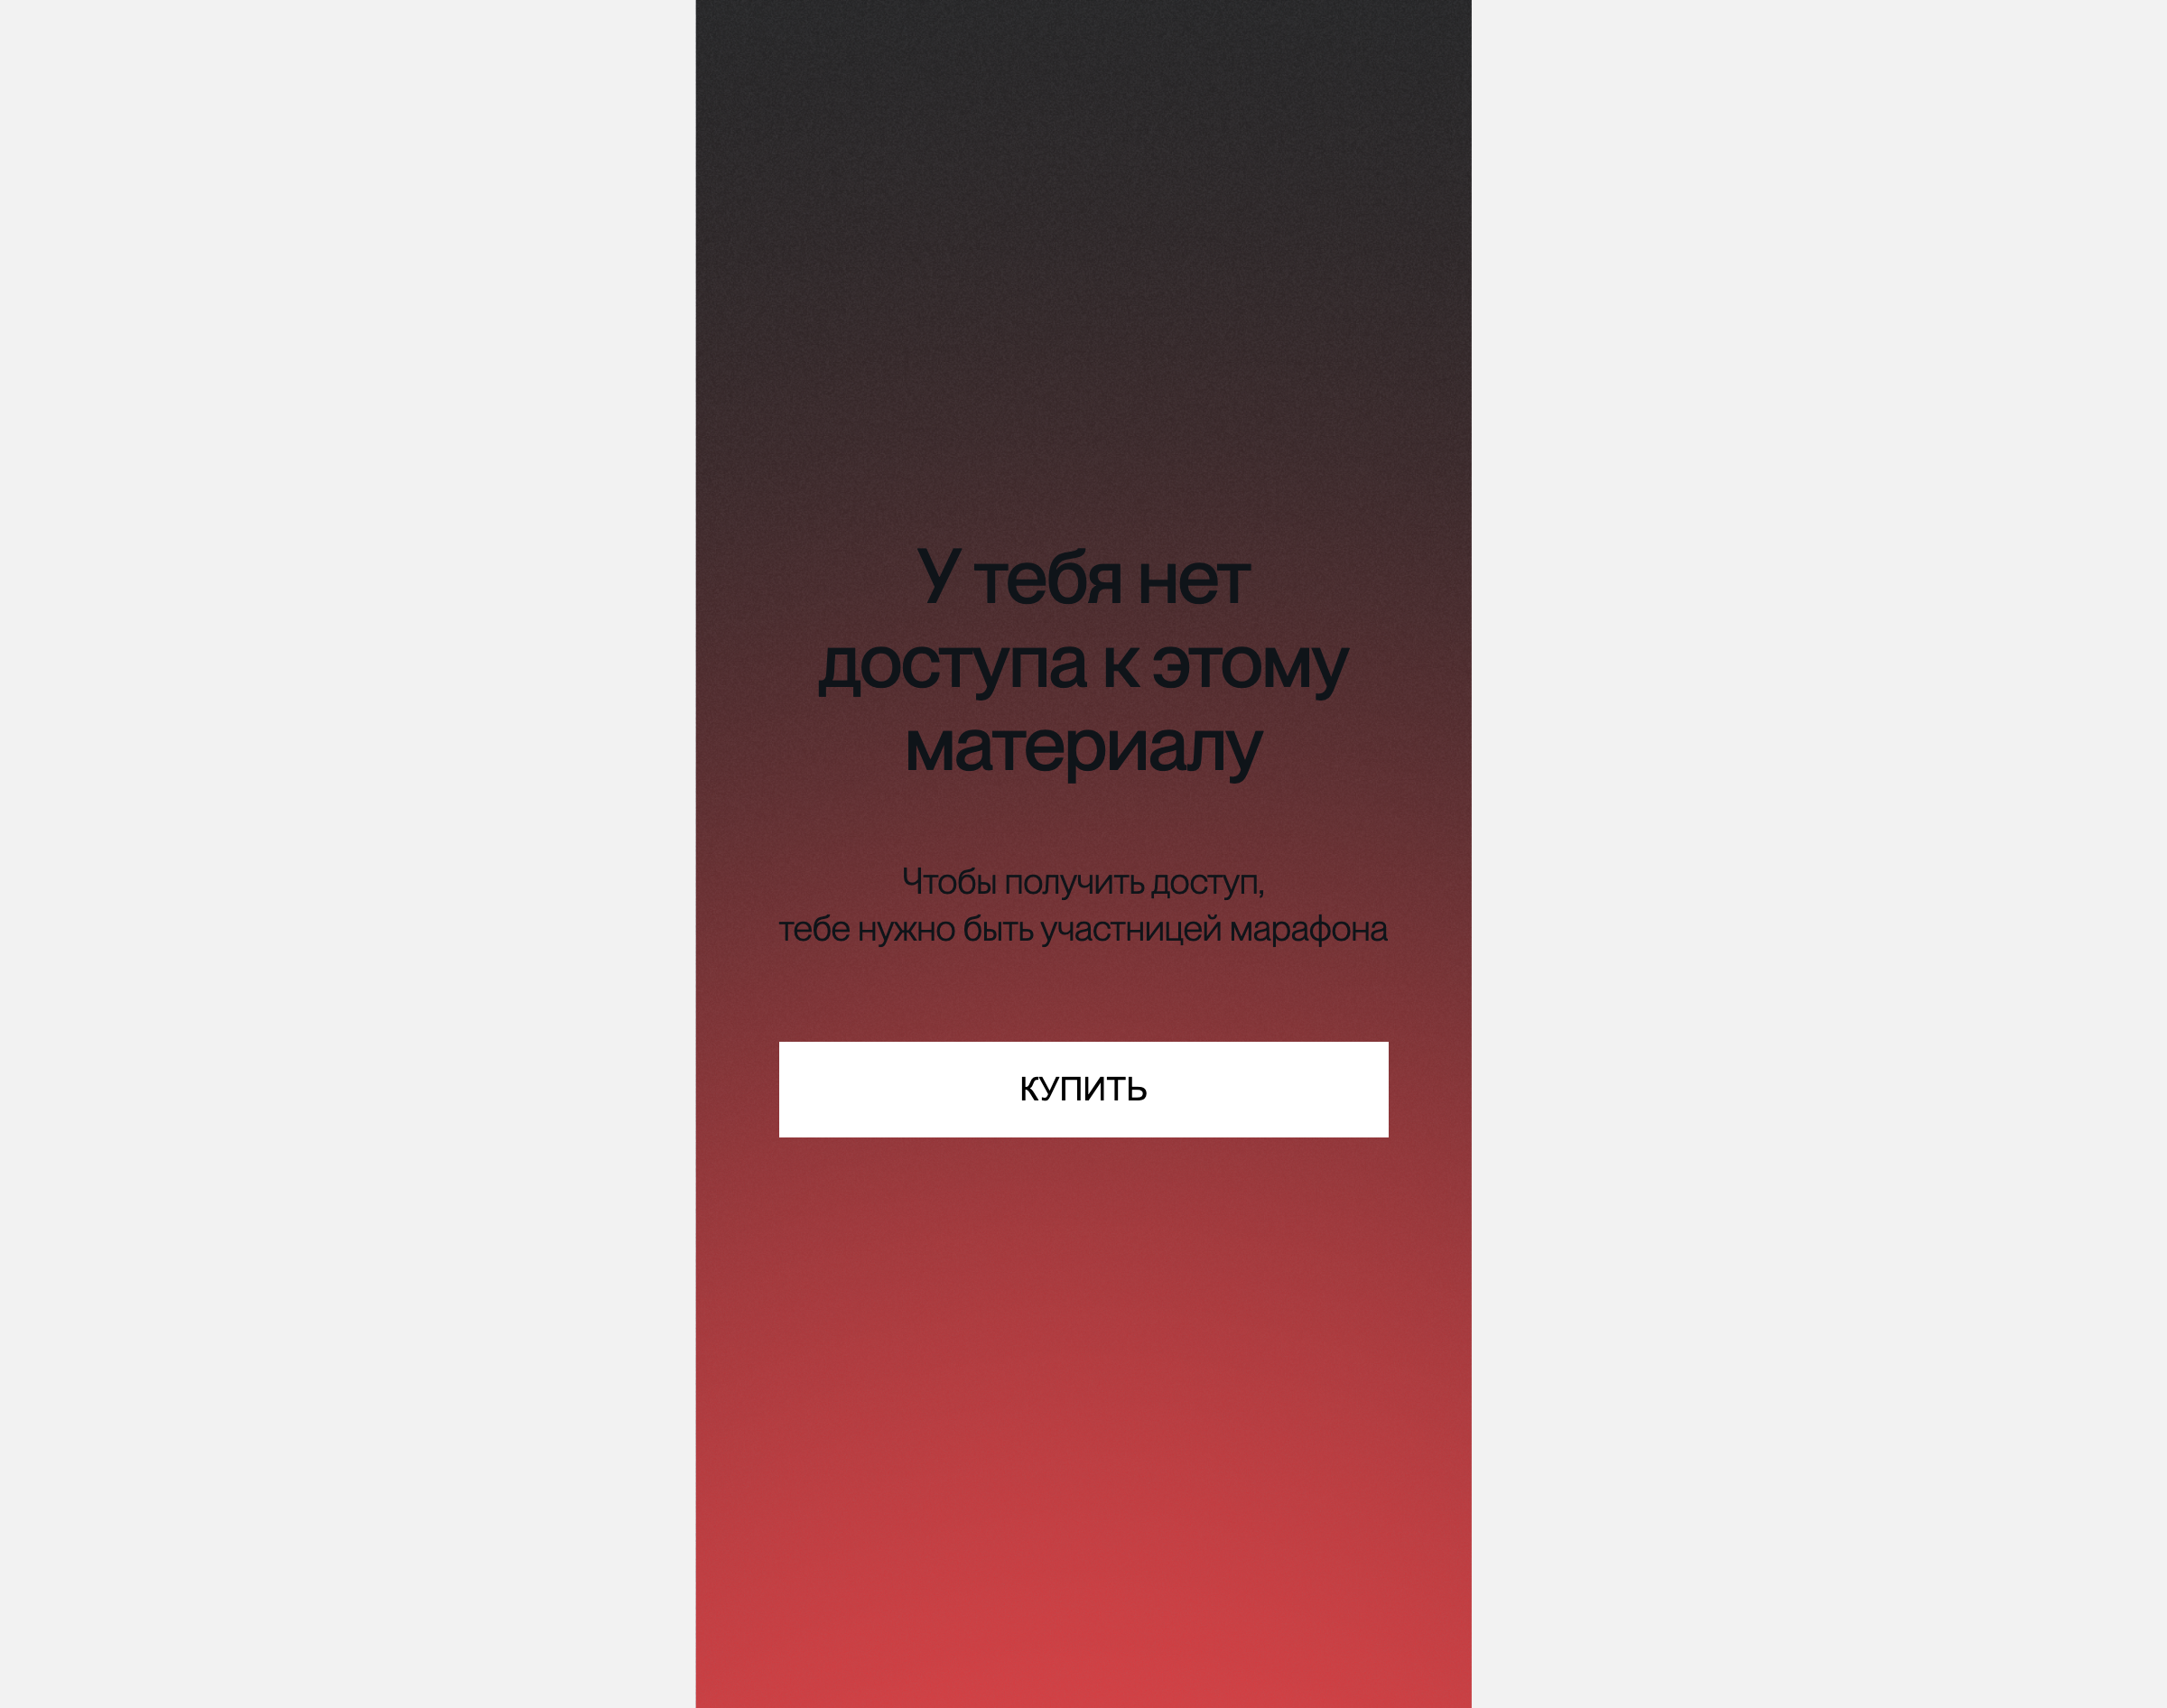 У тебя нет
доступа к этому
материалу
Чтобы получить доступ,
тебе нужно быть участницей марафона
КУПИТЬ